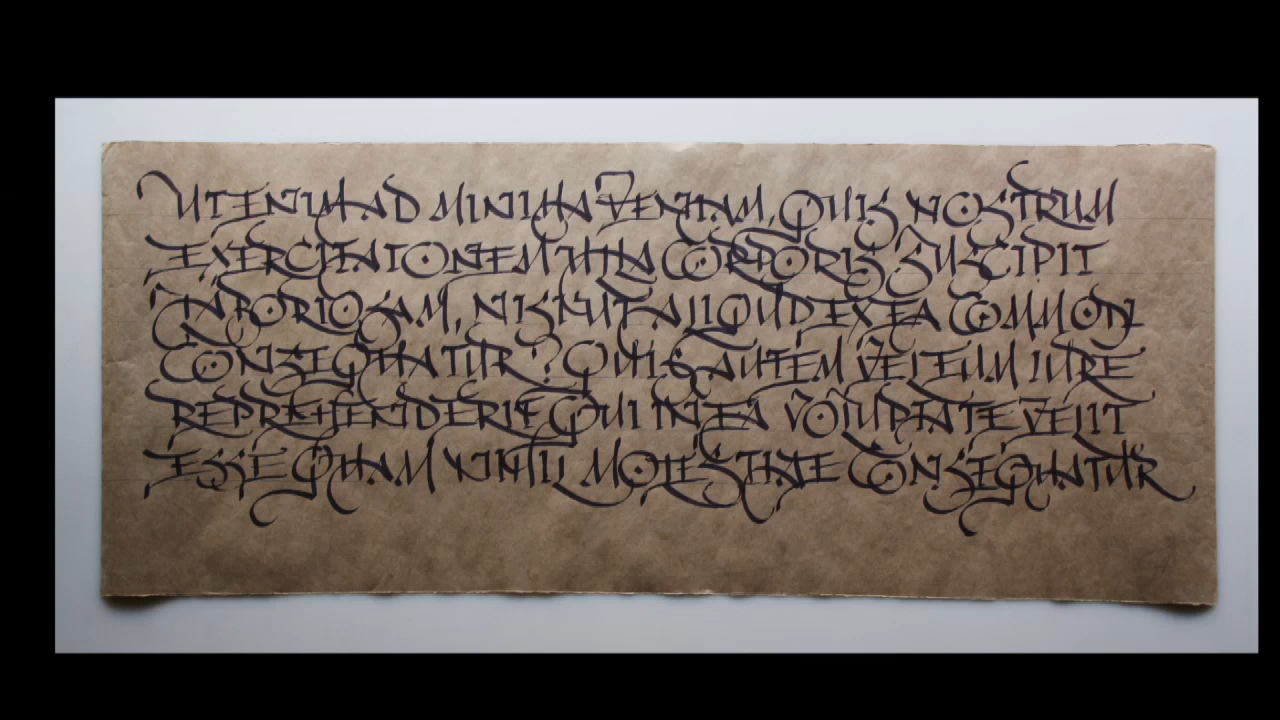 UT ENIM AD MINIMA VENIAM, QUIS NOSTRUM
EXERCITATIONEM ULLA CORPORIS SUSCIPIT
LABORIOSAM, NISI UT ALIQUID EX EA COMMODI
CONSEQUATUR? QUIS AUTEM VEL EUM IURE
REPREHENDERIT QUI IN EA VOLUPTATE VELIT
ESSE QUAM NIHIL MOLESTIAE CONSEQUATUR